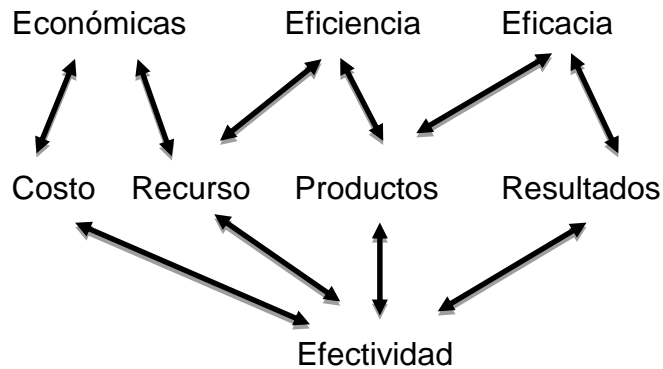 Económicas Eficiencia Eficacia
Costo Recurso Productos Resultados
Efectividad